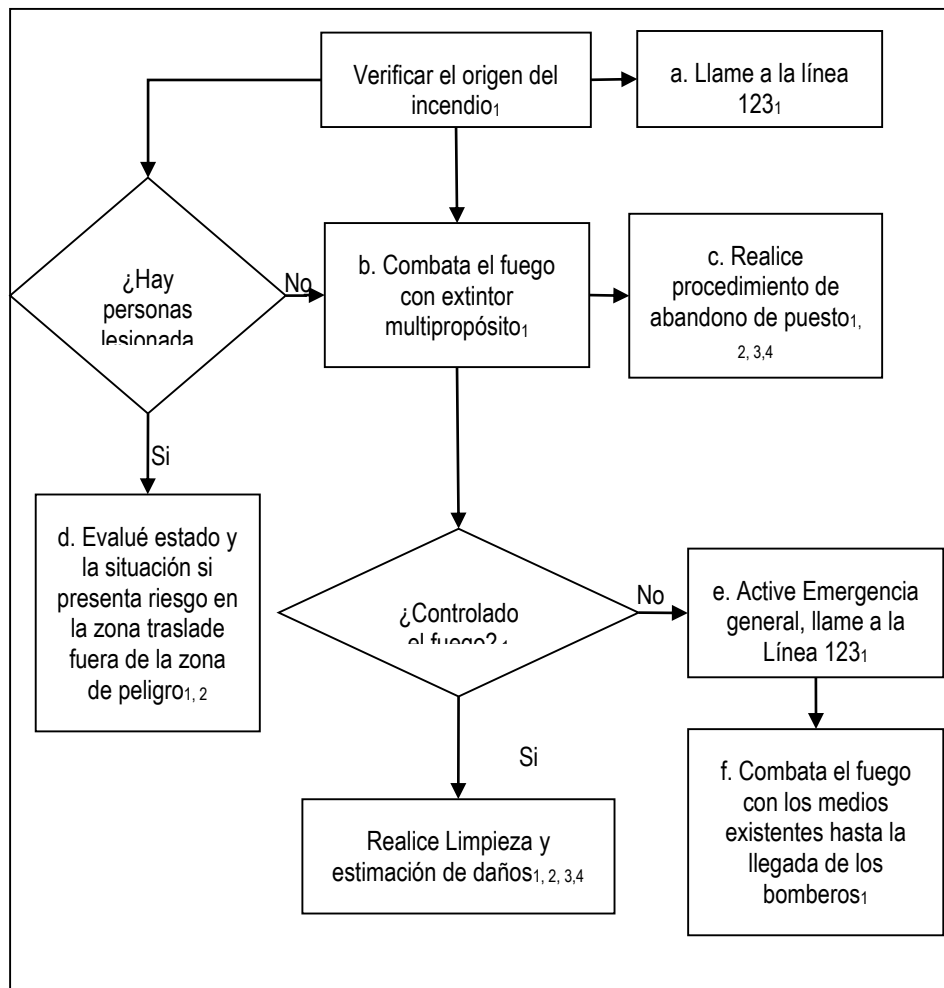 Verificar el origen del
incendio1
a. Llame a la línea
1231
¿Hay
personas
lesionada
No
b. Combata el fuego
con extintor
multipropósito1
c. Realice
procedimiento de
abandono de puesto1,
2, 3,4
Si
d. Evalué estado y
la situación si
presenta riesgo en
la zona traslade
fuera de la zona
de peligro1, 2
¿Controlado
el fuego?1
No
e. Active Emergencia
general, llame a la
Línea 1231
Si
f. Combata el fuego
con los medios
existentes hasta la
llegada de los
bomberos1
Realice Limpieza y
estimación de daños1, 2, 3,4